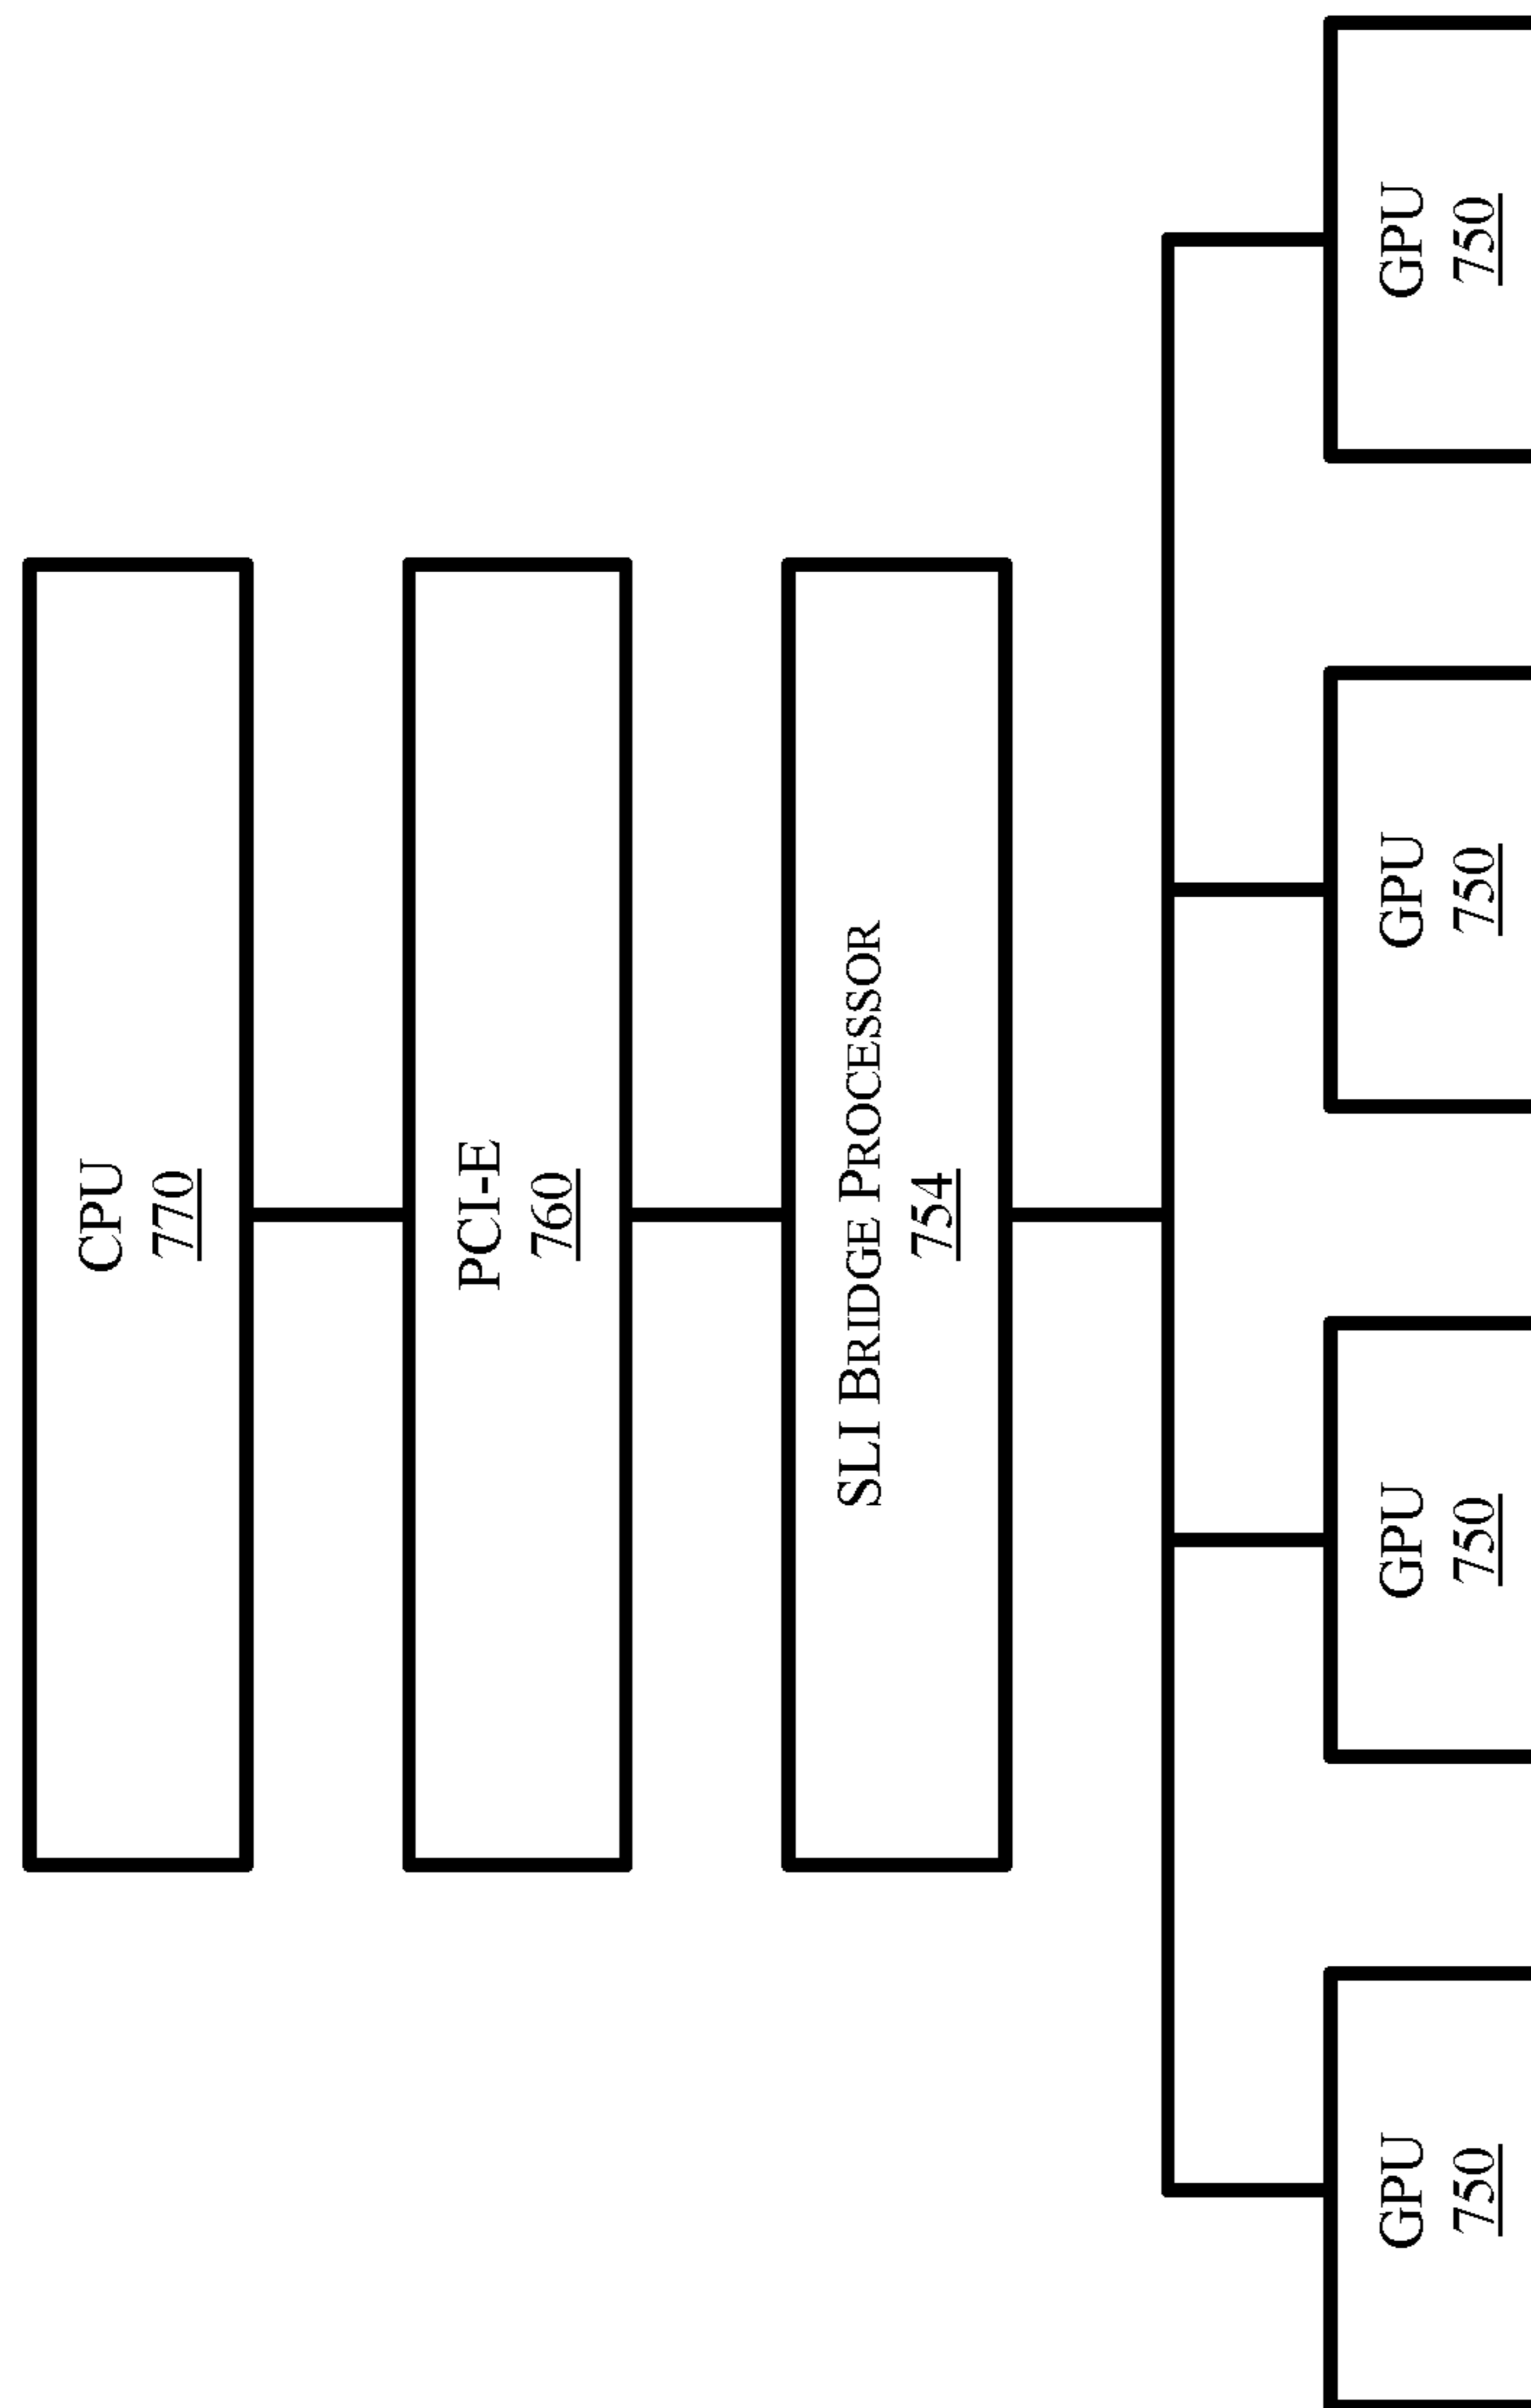 CPU
770
PCI-E
760
SLI BRIDGE PROCESSOR
754
GPU
750
GPU
750
GPU
750
GPU
750